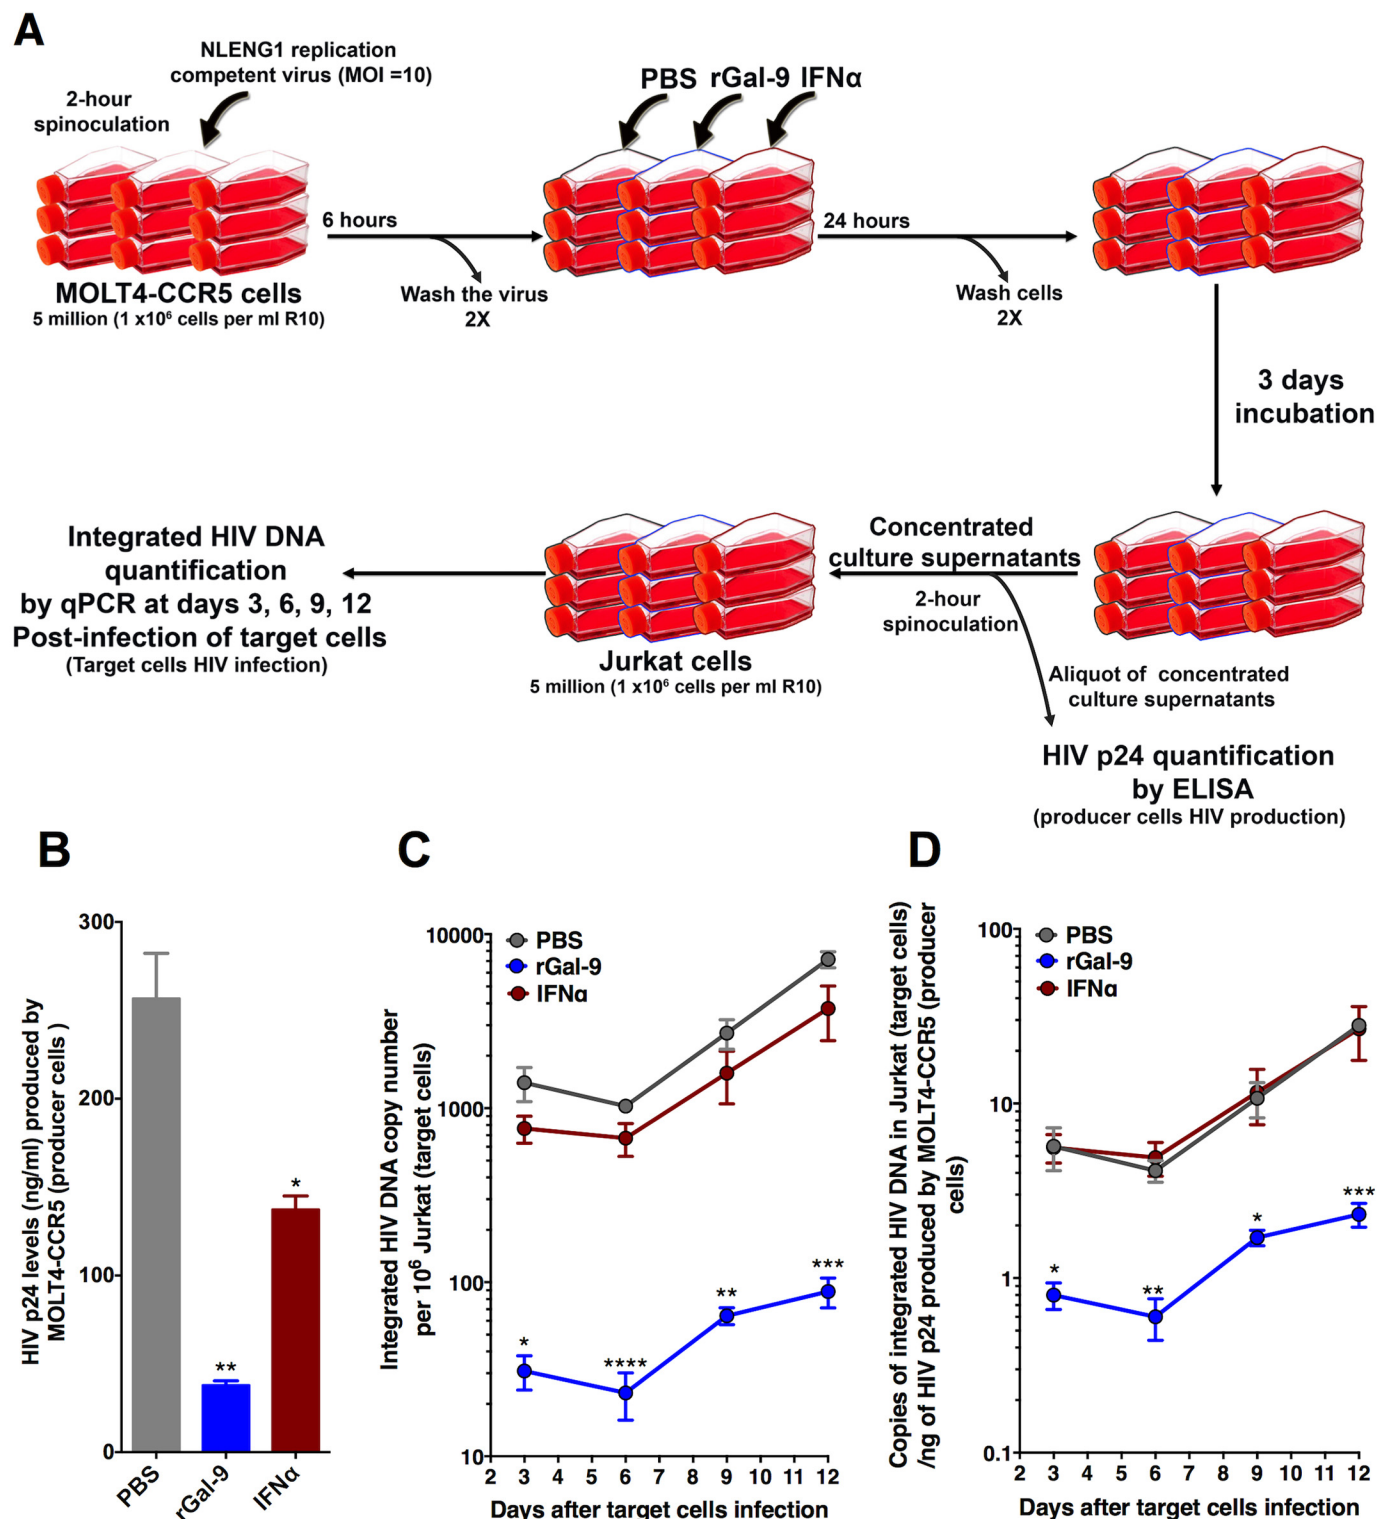 A
NLENG1 replication
competent virus (MOI =10)
2-hour
spinoculation
PBS rGal-9 IFNα
6 hours
24 hours
Wash the virus
2X
Wash cells
2X
MOLT4-CCR5 cells
5 million (1 x10⁶ cells per ml R10)
3 days
incubation
Concentrated
culture supernatants
2-hour
spinoculation
Integrated HIV DNA
quantification
by qPCR at days 3, 6, 9, 12
Post-infection of target cells
(Target cells HIV infection)
Jurkat cells
5 million (1 x10⁶ cells per ml R10)
Aliquot of concentrated
culture supernatants
HIV p24 quantification
by ELISA
(producer cells HIV production)
B
HIV p24 levels (ng/ml) produced by
MOLT4-CCR5 (producer cells )
300
200
100
0
**
*
PBS
rGal-9
IFNα
C
Integrated HIV DNA copy number
per 10⁶ Jurkat (target cells)
10000
1000
100
10
PBS
rGal-9
IFNα
*
****
**
***
2 3 4 5 6 7 8 9 10 11 12
Days after target cells infection
D
Copies of integrated HIV DNA in Jurkat (target cells)
/ng of HIV p24 produced by MOLT4-CCR5 (producer
cells)
100
10
1
0.1
PBS
rGal-9
IFNα
*
**
*
***
2 3 4 5 6 7 8 9 10 11 12
Days after target cells infection